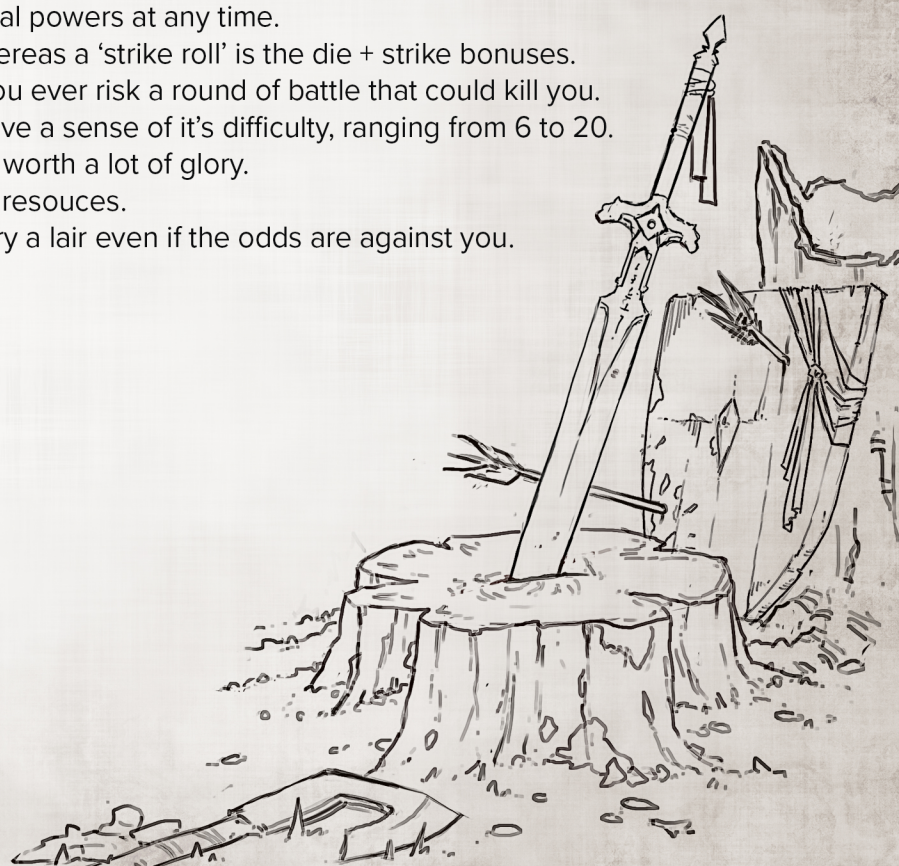 al powers at any time.
ereas a ‘strike roll’ is the die + strike bonuses.
ou ever risk a round of battle that could kill you.
ve a sense of it’s difficulty, ranging from 6 to 20.
worth a lot of glory.
resouces.
ry a lair even if the odds are against you.